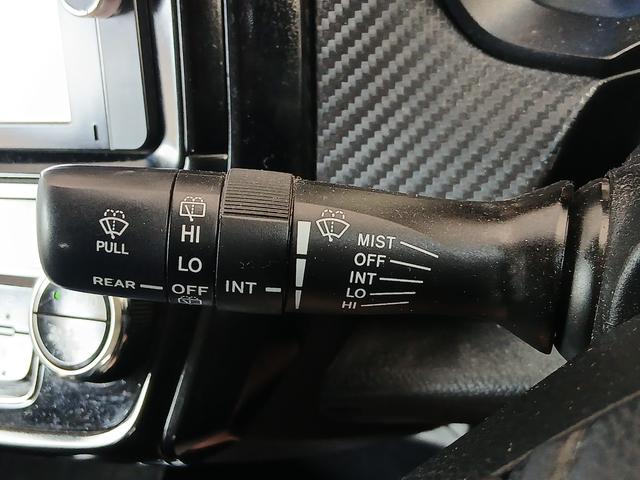 PULL
REAR
HI
LO
OFF
INT
MIST
OFF
INT
LO
HI